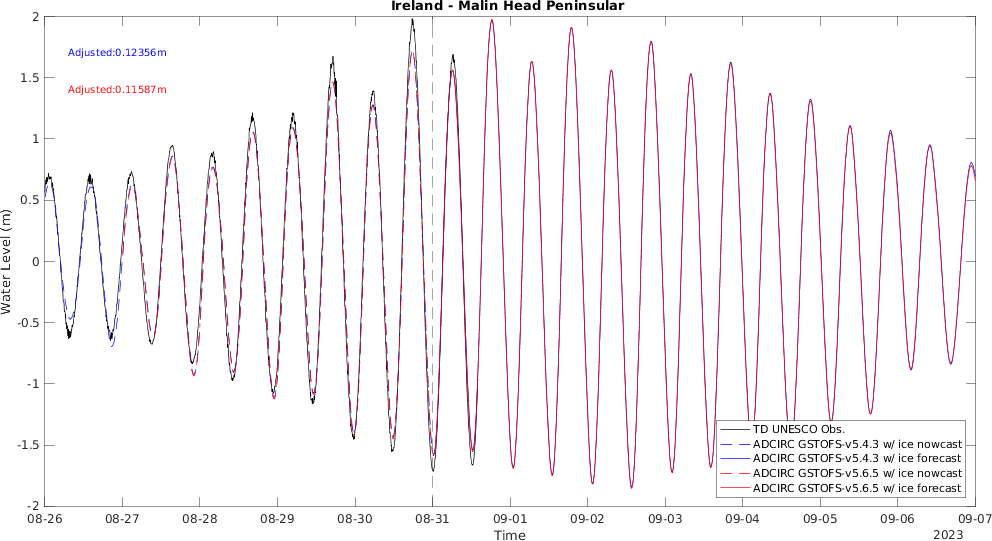 Ireland - Malin Head Peninsular
Adjusted:0.12356m
Adjusted:0.11587m
2
1.5
1
0.5
0
-0.5
-1
-1.5
-2
Water Level (m)
TD UNESCO Obs.
ADCIRC GSTOFS-v5.4.3 w/ ice nowcast
ADCIRC GSTOFS-v5.4.3 w/ ice forecast
ADCIRC GSTOFS-v5.6.5 w/ ice nowcast
ADCIRC GSTOFS-v5.6.5 w/ ice forecast
08-26 08-27 08-28 08-29 08-30 08-31 09-01 09-02 09-03 09-04 09-05 09-06 09-07
Time
2023